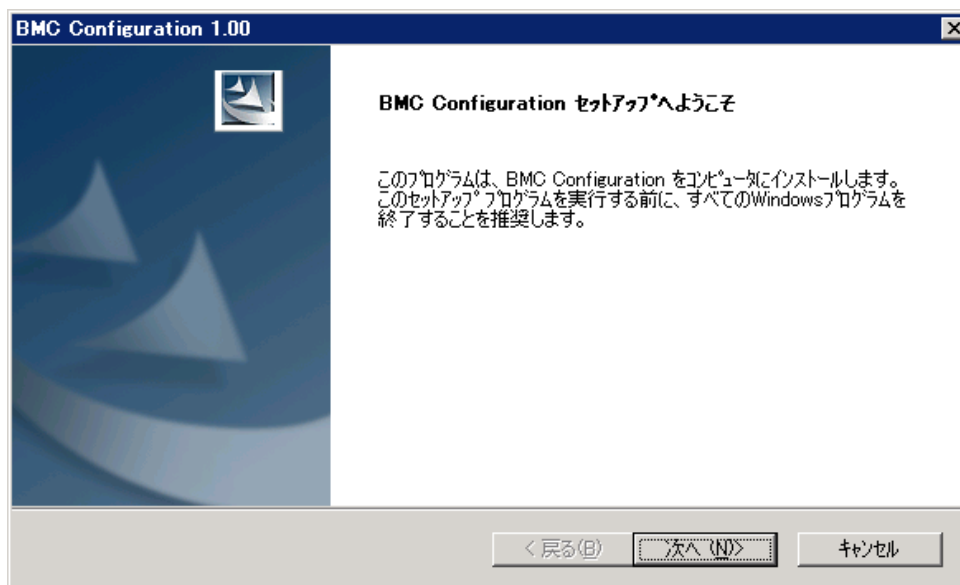 BMC Configuration 1.00
BMC Configuration ｾｯﾄｱｯﾌﾟへようこそ
このﾌﾟﾛｸﾞﾗﾑは、BMC Configuration をｺﾝﾋﾟｭｰﾀにｲﾝｽﾄｰﾙします。
このｾｯﾄｱｯﾌﾟ ﾌﾟﾛｸﾞﾗﾑを実行する前に、すべてのWindowsﾌﾟﾛｸﾞﾗﾑを
終了することを推奨します。
< 戻る(B)
次へ (N)>
ｷｬﾝｾﾙ